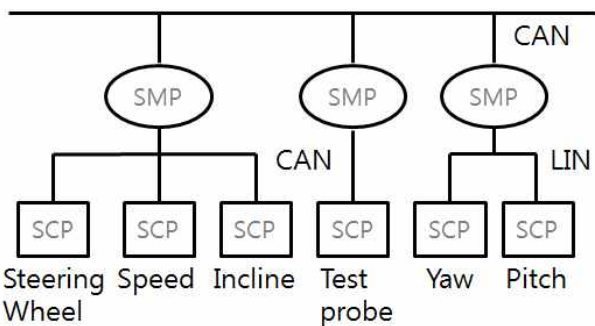 CAN
SMP SMP SMP
CAN LIN
SCP SCP SCP SCP SCP SCP
Steering Speed Incline Test Yaw Pitch
Wheel probe